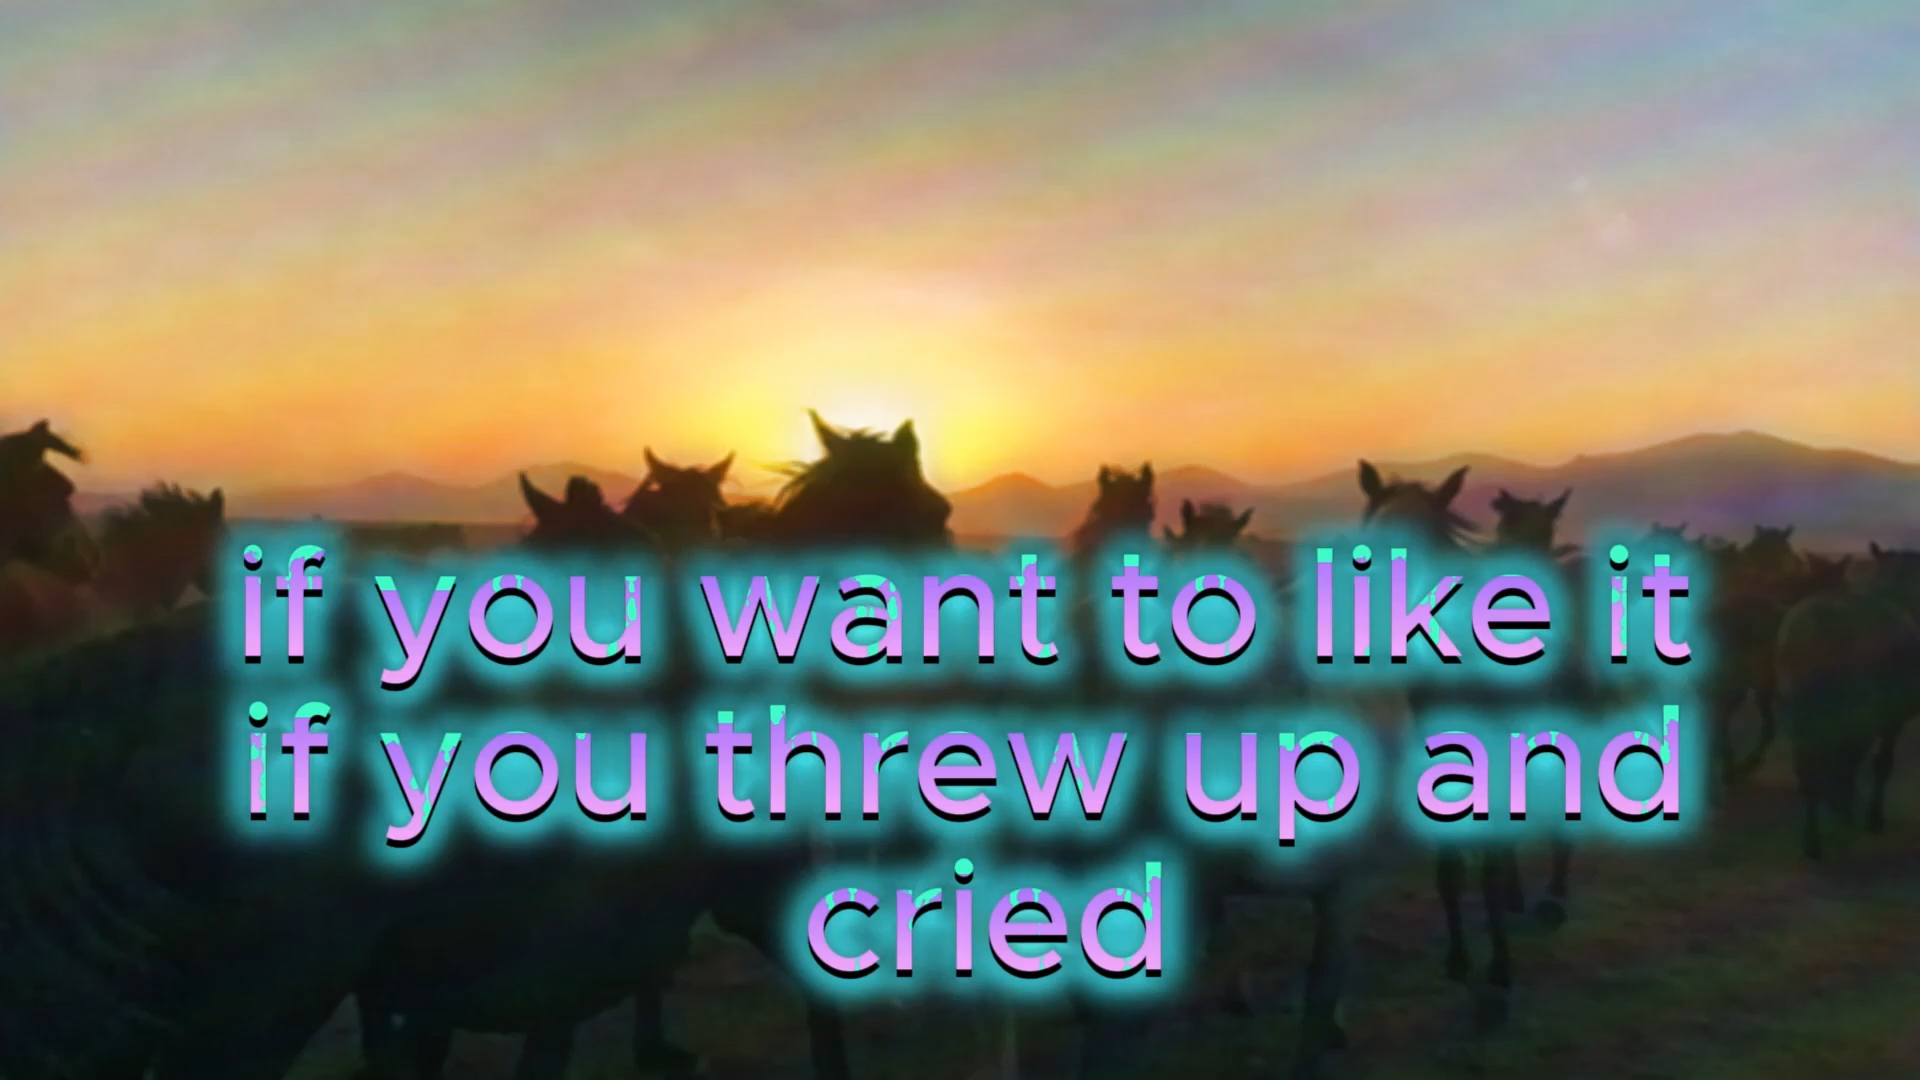 if you want to like it
if you threw up and
cried